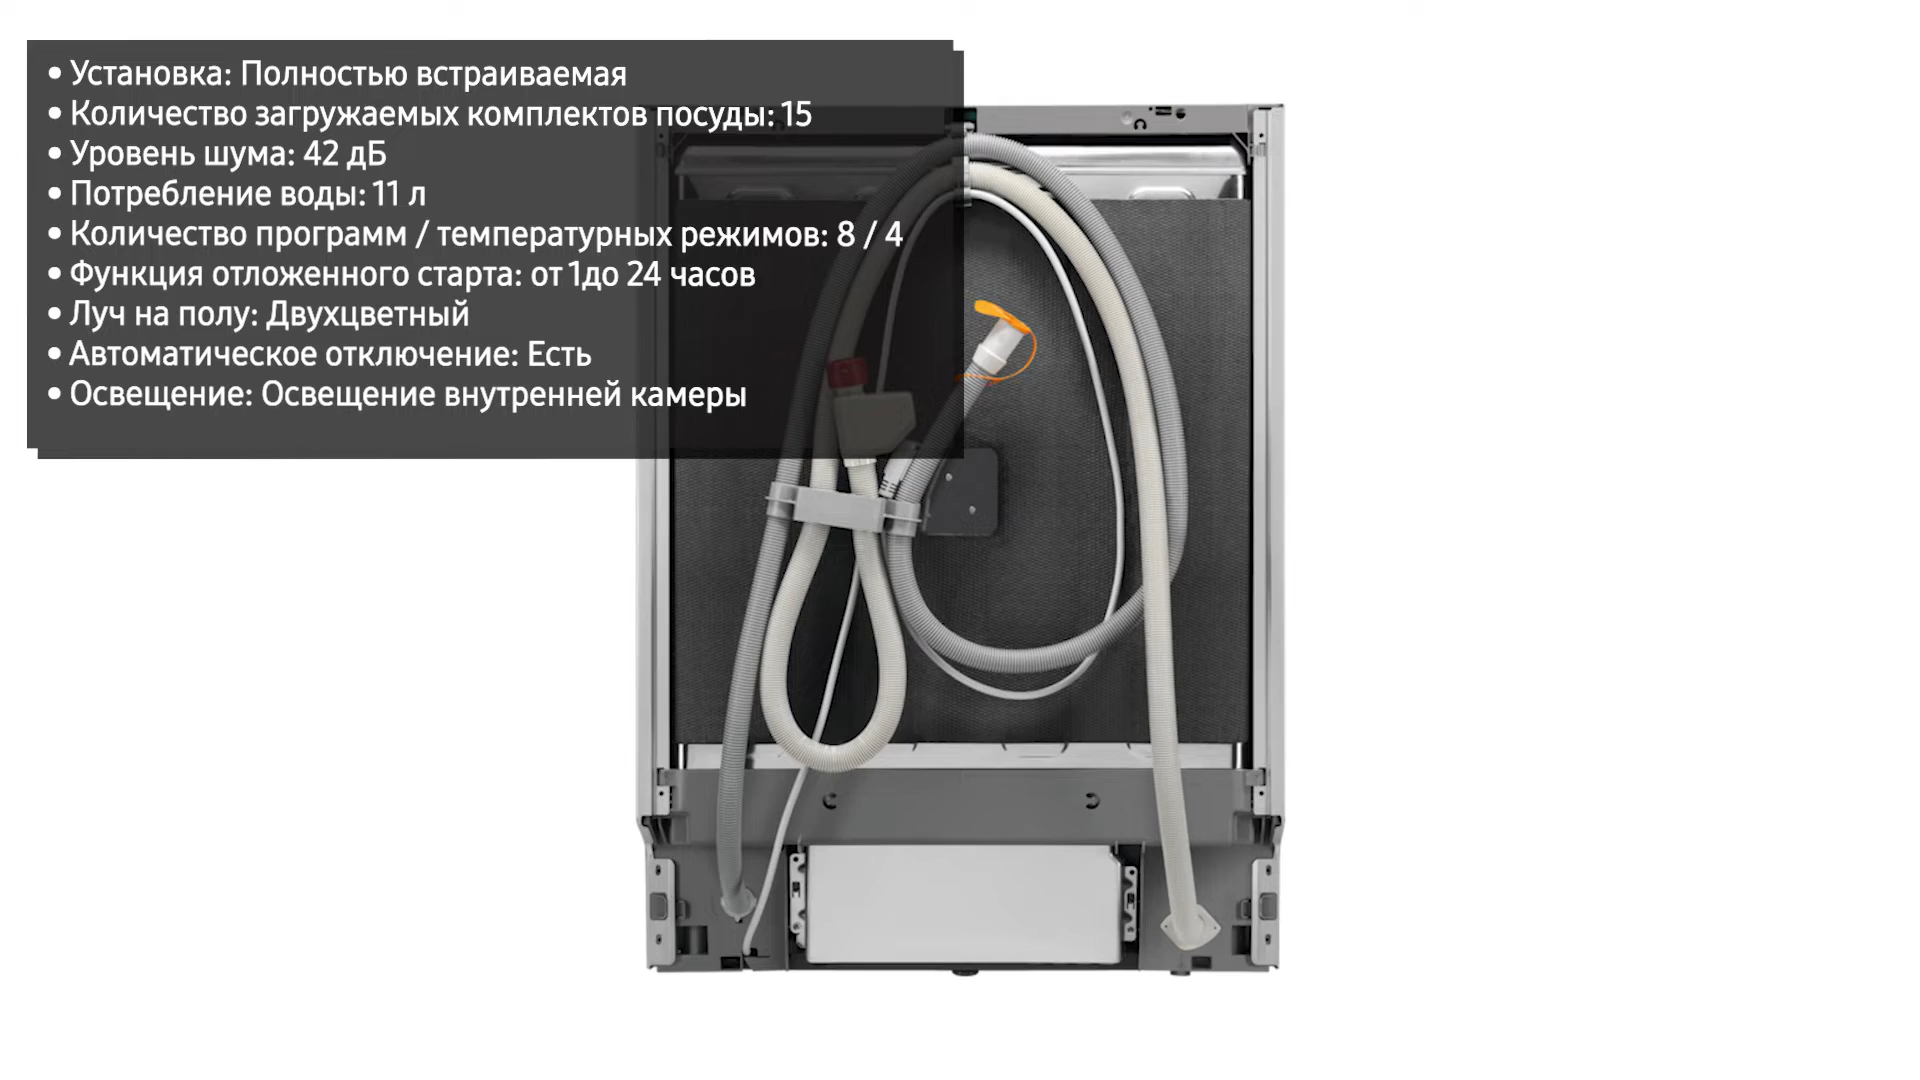 • Установка: Полностью встраиваемая
• Количество загружаемых комплектов посуды: 15
• Уровень шума: 42 дБ
• Потребление воды: 11 л
• Количество программ / температурных режимов: 8 / 4
• Функция отложенного старта: от 1до 24 часов
• Луч на полу: Двухцветный
• Автоматическое отключение: Есть
• Освещение: Освещение внутренней камеры